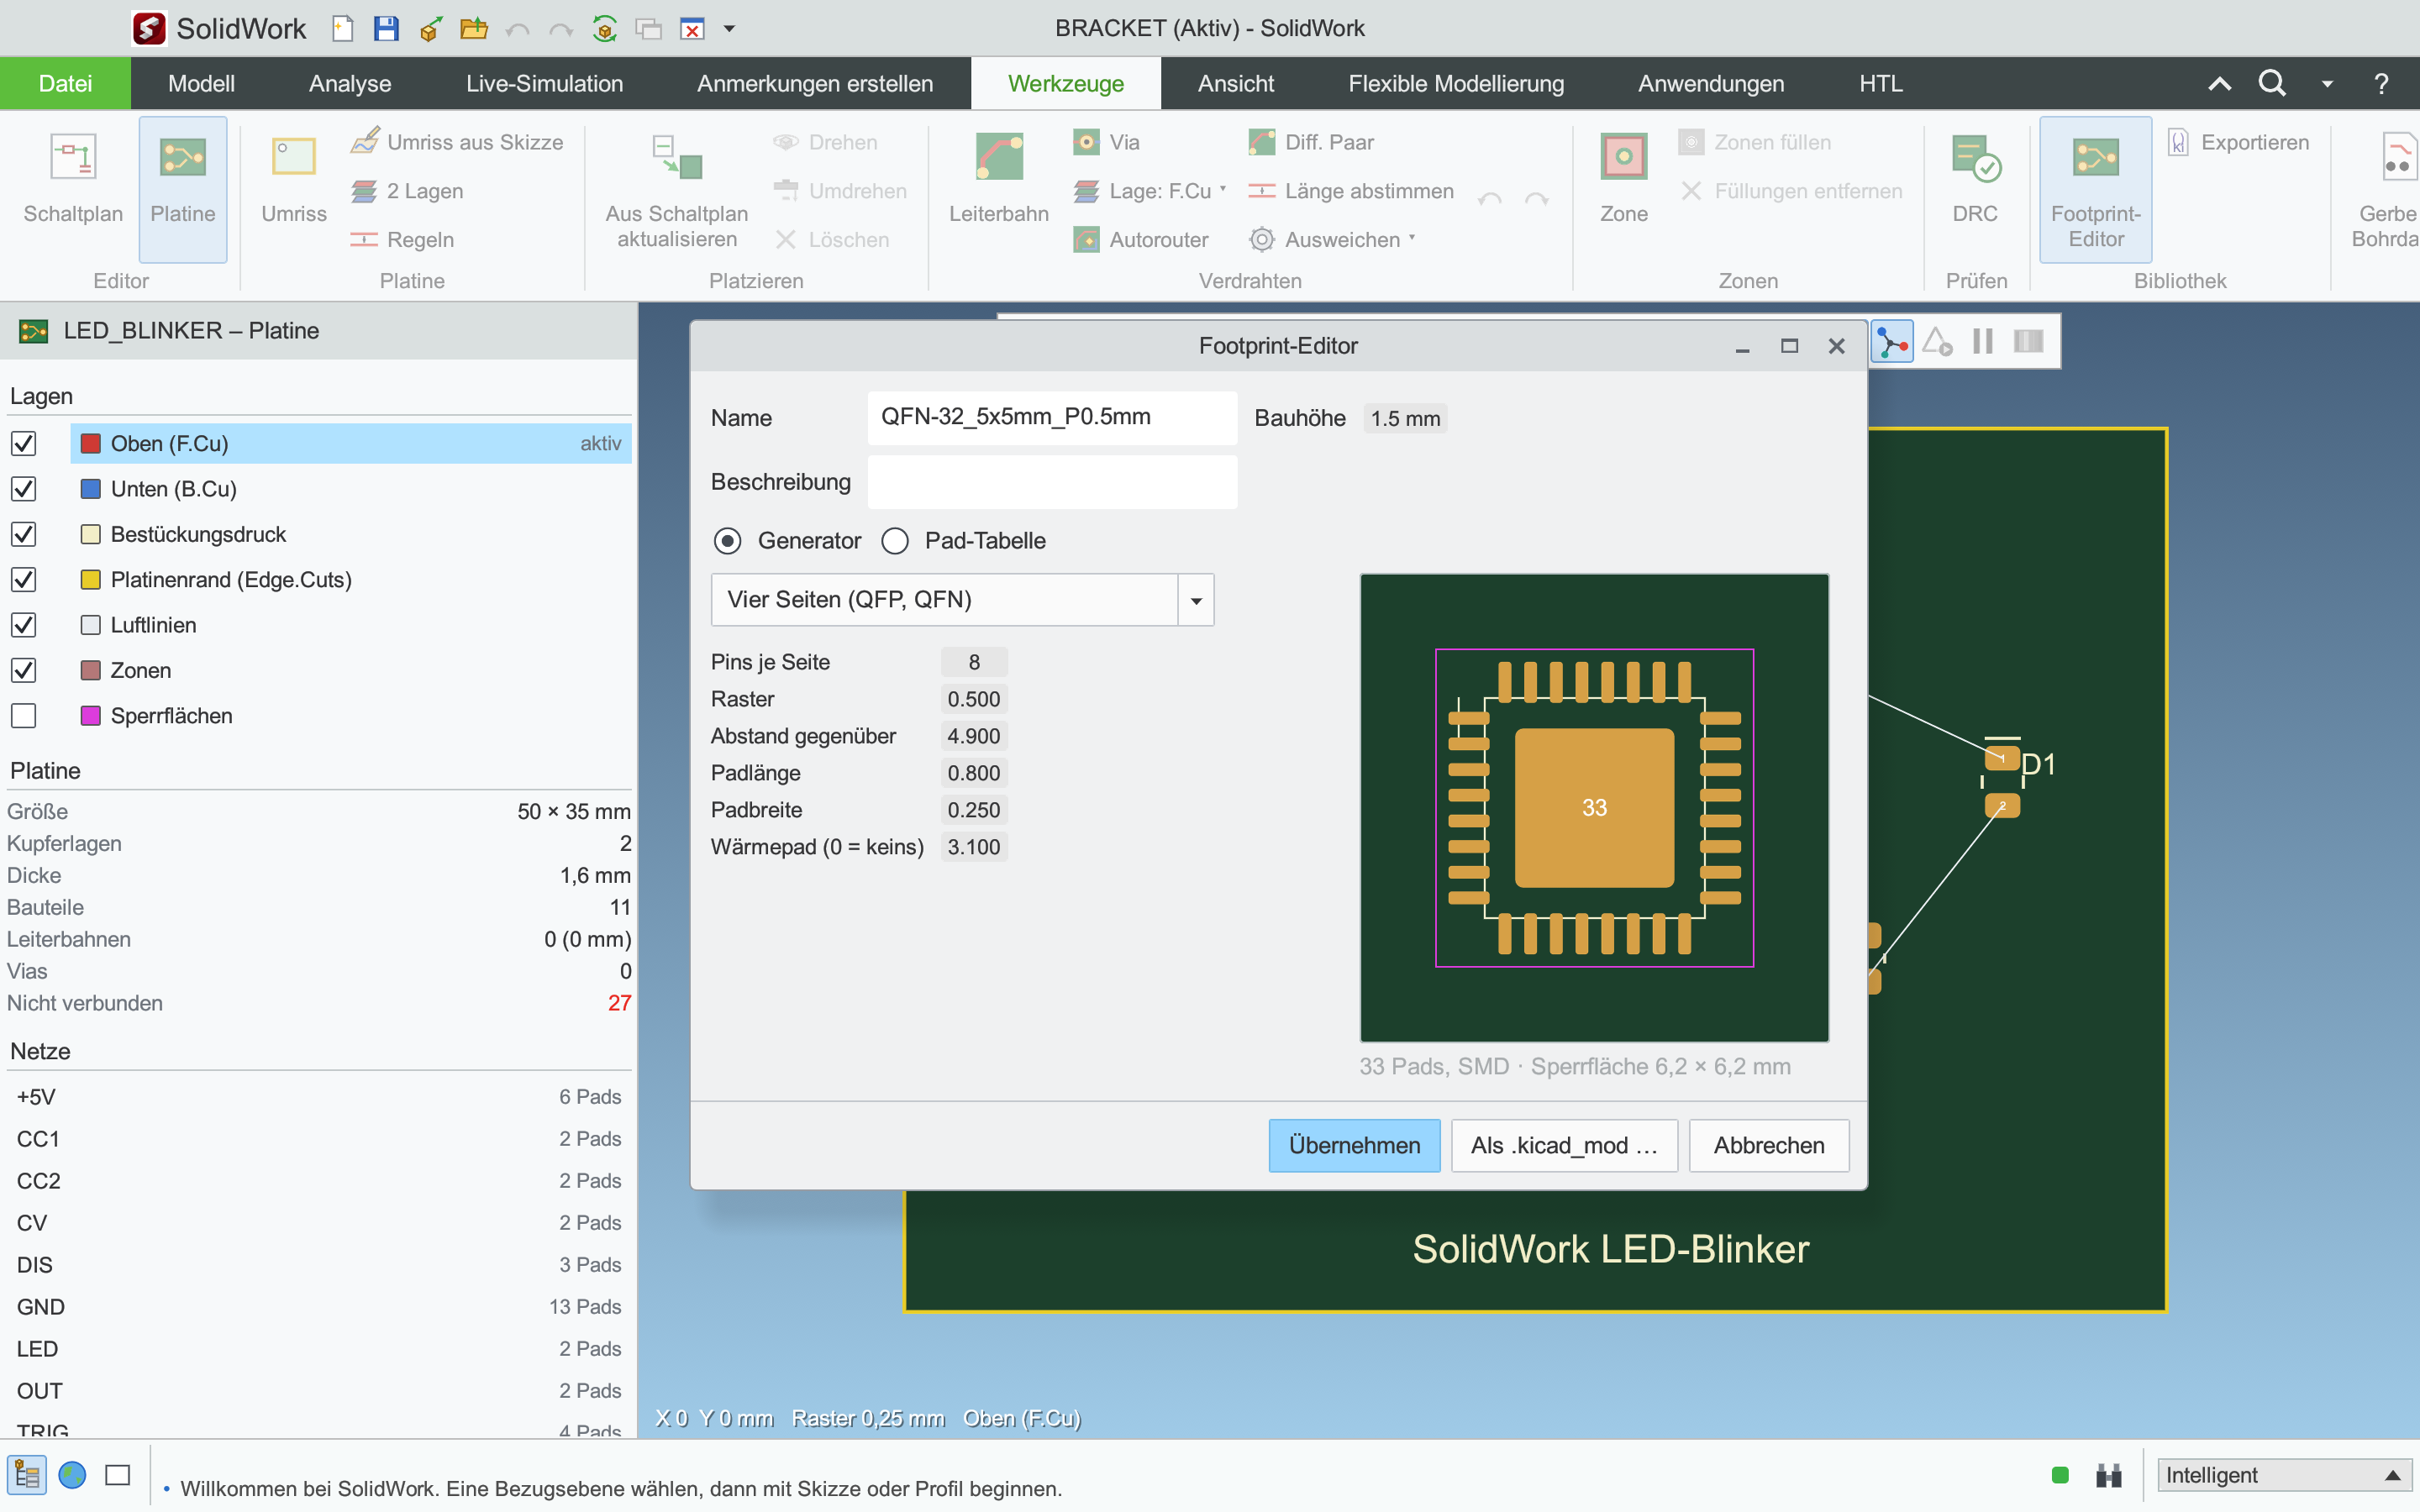 SolidWork
BRACKET (Aktiv) - SolidWork
Datei Modell Analyse Live-Simulation Anmerkungen erstellen Werkzeuge Ansicht Flexible Modellierung Anwendungen HTL ?
Schaltplan Platine
Editor
Umriss Umriss aus Skizze
2 Lagen
Regeln
Platine
Aus Schaltplan aktualisieren
Drehen
Umdrehen
Löschen
Platzieren
Leiterbahn
Via
Lage: F.Cu
Autorouter
Diff. Paar
Länge abstimmen
Ausweichen
Verdrahten
Zone
Zonen füllen
Füllungen entfernen
Zonen
DRC
Prüfen
Footprint-
Editor
Exportieren
Bibliothek
Gerbe
Bohrda
LED_BLINKER – Platine
Lagen
Oben (F.Cu) aktiv
Unten (B.Cu)
Bestückungsdruck
Platinenrand (Edge.Cuts)
Luftlinien
Zonen
Sperrflächen
Platine
Größe 50 × 35 mm
Kupferlagen 2
Dicke 1,6 mm
Bauteile 11
Leiterbahnen 0 (0 mm)
Vias 0
Nicht verbunden 27
Netze
+5V 6 Pads
CC1 2 Pads
CC2 2 Pads
CV 2 Pads
DIS 3 Pads
GND 13 Pads
LED 2 Pads
OUT 2 Pads
TRIG 4 Pads
Footprint-Editor
Name QFN-32_5x5mm_P0.5mm Bauhöhe 1.5 mm
Beschreibung
Generator Pad-Tabelle
Vier Seiten (QFP, QFN)
Pins je Seite 8
Raster 0.500
Abstand gegenüber 4.900
Padlänge 0.800
Padbreite 0.250
Wärmepad (0 = keins) 3.100
33
33 Pads, SMD · Sperrfläche 6,2 × 6,2 mm
Übernehmen Als .kicad_mod … Abbrechen
1
D1
2
SolidWork LED-Blinker
X 0 Y 0 mm Raster 0,25 mm Oben (F.Cu)
• Willkommen bei SolidWork. Eine Bezugsebene wählen, dann mit Skizze oder Profil beginnen.
Intelligent